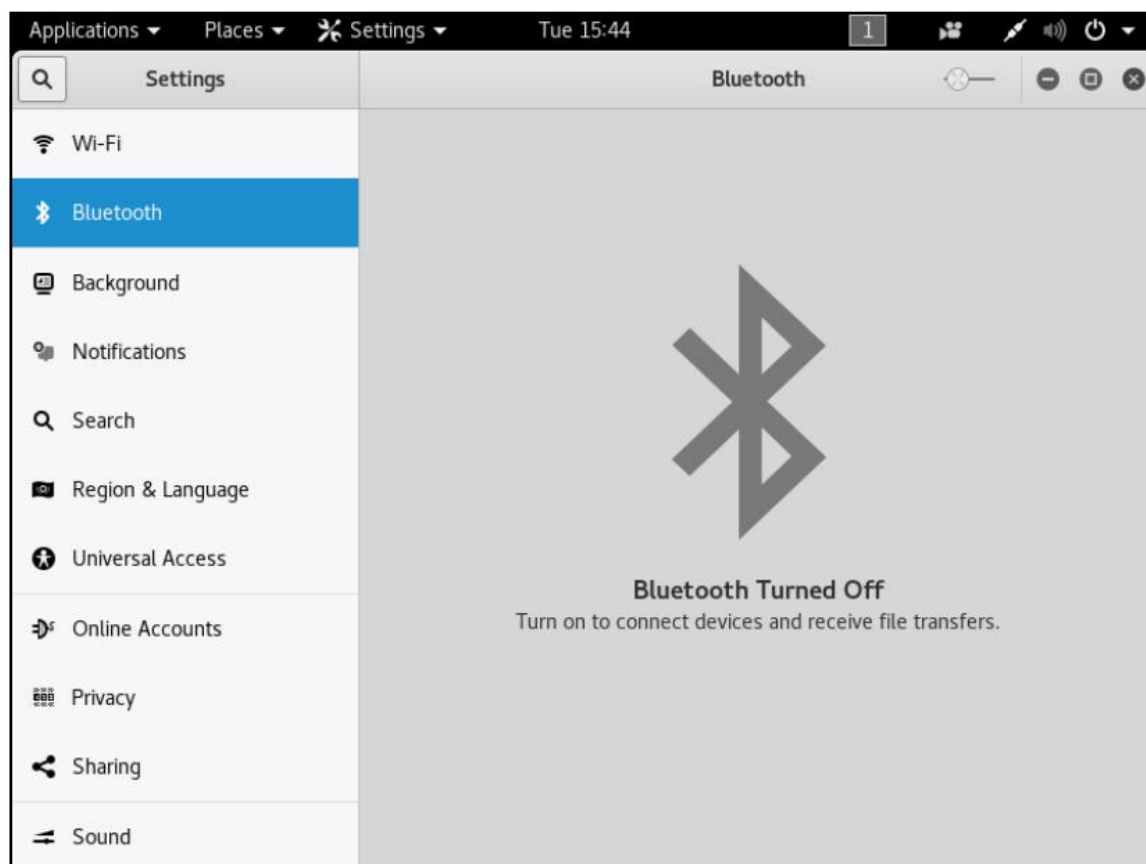 Applications Places Settings Tue 15:44 1
Settings Bluetooth
Wi-Fi
Bluetooth
Background
Notifications
Search
Region & Language
Universal Access
Online Accounts
Privacy
Sharing
Sound
Bluetooth Turned Off
Turn on to connect devices and receive file transfers.